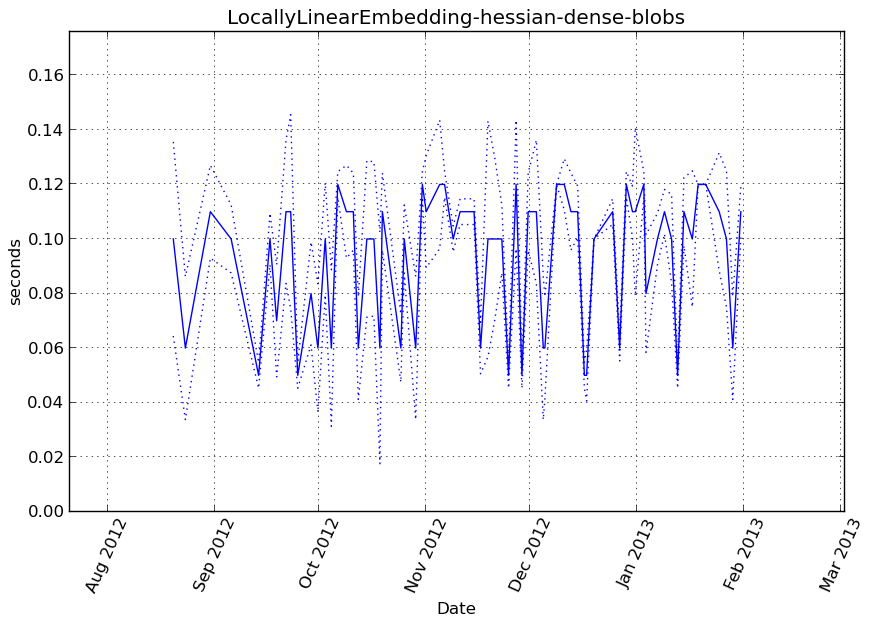 LocallyLinearEmbedding-hessian-dense-blobs
0.16
0.14
0.12
0.10
0.08
0.06
0.04
0.02
0.00
seconds
Aug 2012
Sep 2012
Oct 2012
Nov 2012
Dec 2012
Jan 2013
Feb 2013
Mar 2013
Date